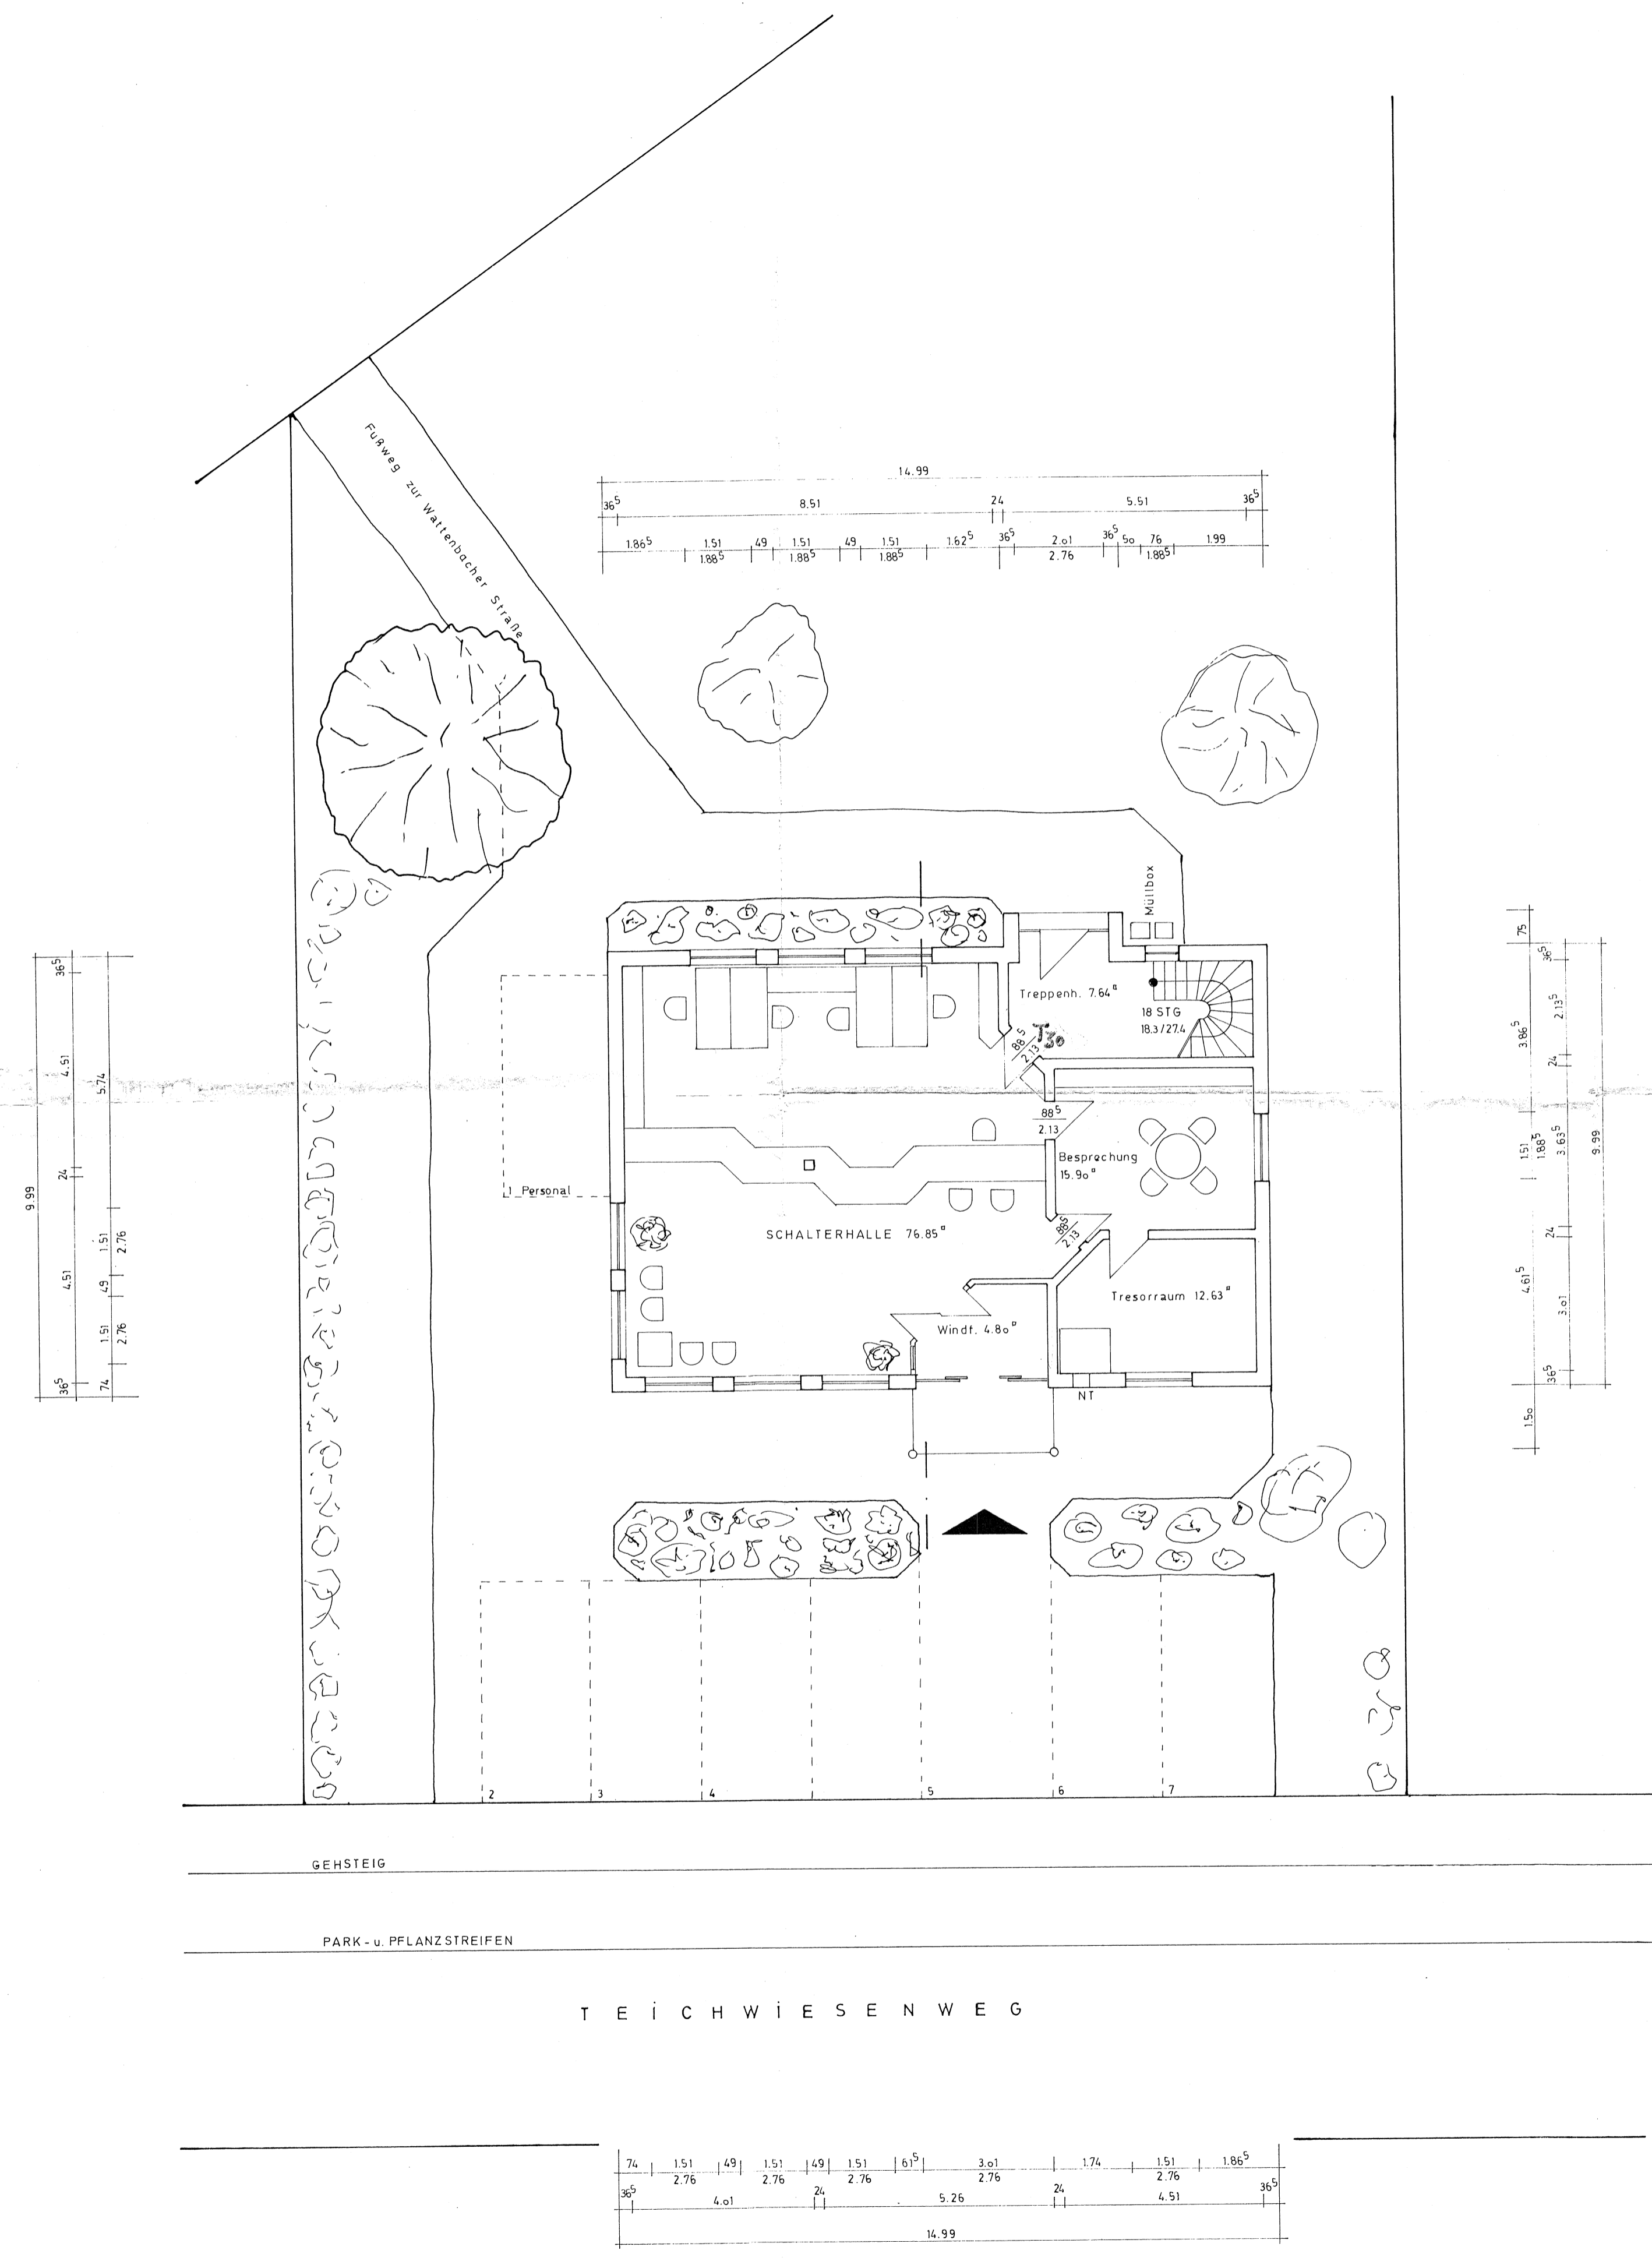 Fußweg zur Wattenbacher Straße
14.99
36⁵ 8.51 24 5.51 36⁵
1.86⁵ 1.51 49 1.51 49 1.51 1.62⁵ 36⁵ 2.01 36⁵ 50 76 1.99
1.88⁵ 1.88⁵ 1.88⁵ 2.76 1.88⁵
Müllbox
Treppenh. 7.64
18 STG
18.3/27.4
88⁵
2.13
T30
88⁵
2.13
Besprechung
15.90
1 Personal
88⁵
2.13
SCHALTERHALLE 76.85
Tresorraum 12.63
Windf. 4.80
NT
9.99
36⁵ 4.51 24 4.51 36⁵
5.74 1.51 49 1.51 74
2.76 2.76
75 3.86⁵ 1.51 4.61⁵ 1.50
1.88⁵
36⁵ 2.13⁵ 24 3.63⁵ 24 3.01 36⁵
9.99
2 3 4 5 6 7
GEHSTEIG
PARK-u. PFLANZSTREIFEN
TEiCHWiESENWEG
74 1.51 49 1.51 49 1.51 61⁵ 3.01 1.74 1.51 1.86⁵
2.76 2.76 2.76 2.76 2.76
36⁵ 4.01 24 5.26 24 4.51 36⁵
14.99